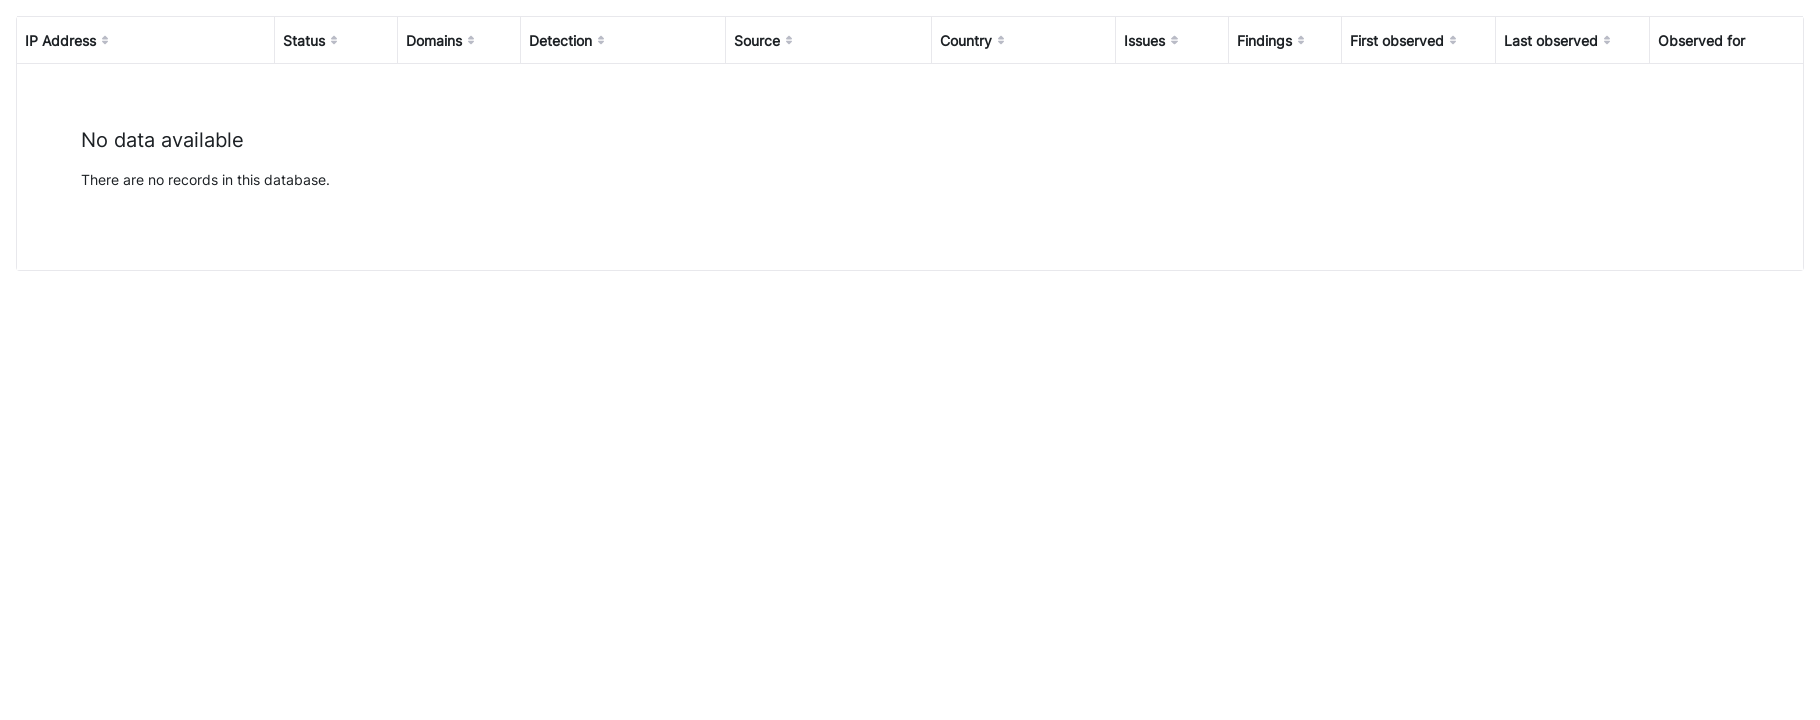 IP Address Status Domains Detection Source Country Issues Findings First observed Last observed Observed for
No data available
There are no records in this database.